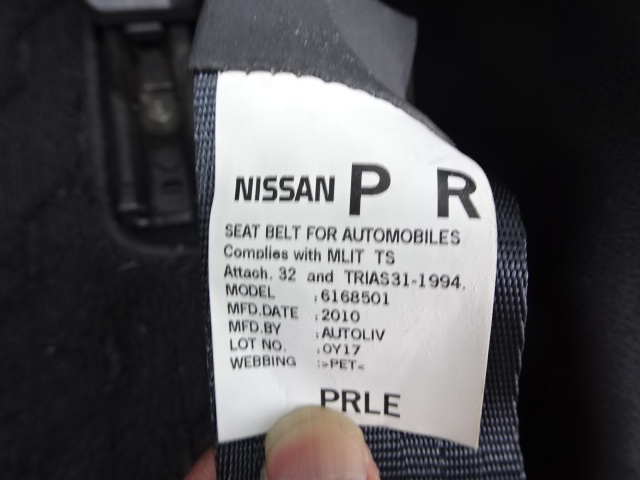 NISSAN P R
SEAT BELT FOR AUTOMOBILES
Complies with MLIT TS
Attach. 32 and TRIAS31-1994.
MODEL :6168501
MFD.DATE :2010
MFD.BY :AUTOLIV
LOT NO. :0Y17
WEBBING :>PET<
PRLE